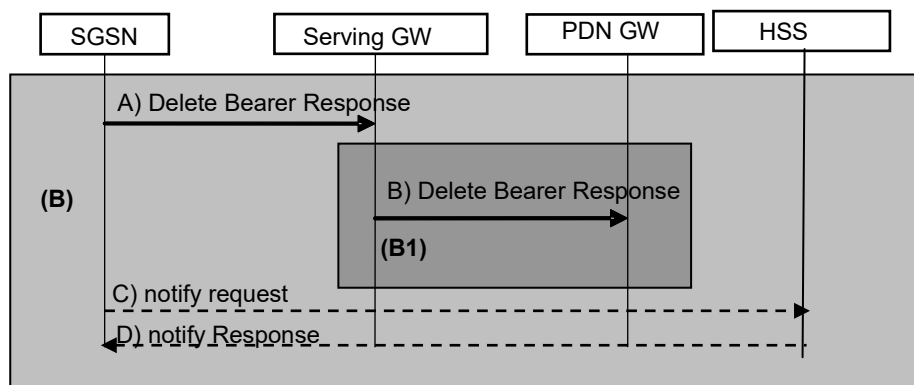 SGSN
Serving GW
PDN GW
HSS
A) Delete Bearer Response
(B)
B) Delete Bearer Response
(B1)
C) notify request
D) notify Response